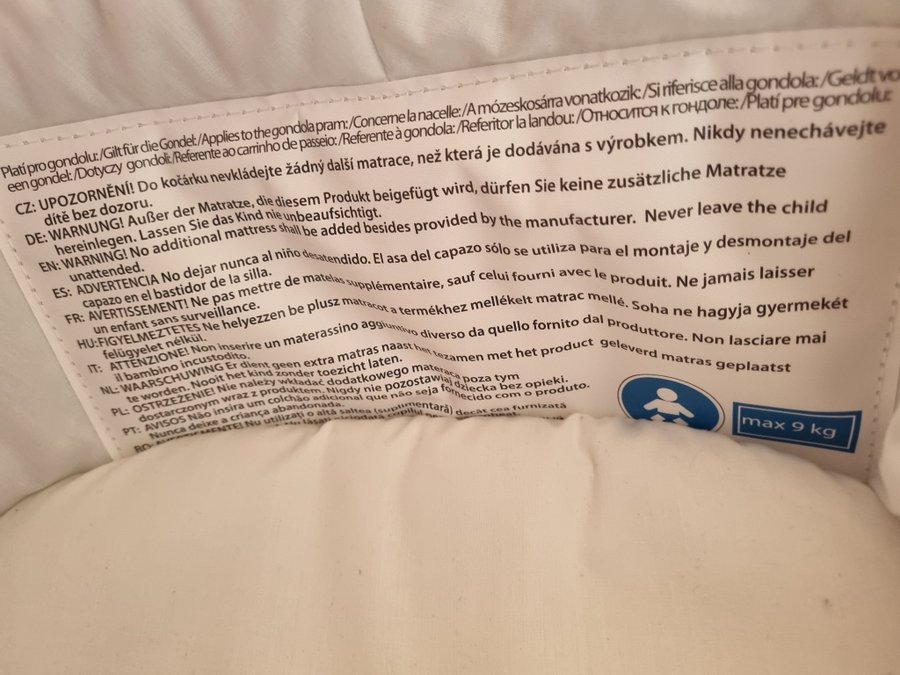 Platí pro gondolu:/Gilt für die Gondel:/Applies to the gondola pram:/Concerne la nacelle:/A mózeskosárra vonatkozik:/Si riferisce alla gondola:/Geldt vo
een gondel:/Dotyczy gondoli:/Referente ao carrinho de passeio:/Referente à gondola:/Referitor la landou:/ОТНОСИТСЯ К ГОНДОЛЕ:/Platí pre gondolu:
CZ: UPOZORNĚNÍ! Do kočárku nevkládejte žádný další matrace, než která je dodávána s výrobkem. Nikdy nenechávejte
dítě bez dozoru.
DE: WARNUNG! Außer der Matratze, die diesem Produkt beigefügt wird, dürfen Sie keine zusätzliche Matratze
hereinlegen. Lassen Sie das Kind nie unbeaufsichtigt.
EN: WARNING! No additional mattress shall be added besides provided by the manufacturer. Never leave the child
unattended.
ES: ADVERTENCIA No dejar nunca al niño desatendido. El asa del capazo sólo se utiliza para el montaje y desmontaje del
capazo en el bastidor de la silla.
FR: AVERTISSEMENT! Ne pas mettre de matelas supplémentaire, sauf celui fourni avec le produit. Ne jamais laisser
un enfant sans surveillance.
HU:FIGYELMEZTETES Ne helyezzen be plusz matracot a termékhez mellékelt matrac mellé. Soha ne hagyja gyermekét
felügyelet nélkül.
IT: ATTENZIONE! Non inserire un materassino aggiuntivo diverso da quello fornito dal produttore. Non lasciare mai
il bambino incustodito.
NL: WAARSCHUWING Er dient geen extra matras naast het tezamen met het product geleverd matras geplaatst
te worden. Nooit het kind zonder toezicht laten.
PL: OSTRZEŻENIE! Nie należy wkładać dodatkowego materaca poza tym
dostarczonym wraz z produktem. Nigdy nie pozostawiaj dziecka bez opieki.
PT: AVISOS Não insira um colchão adicional que não seja fornecido com o produto.
Nunca deixe a criança abandonada.
Nu utilizați o altă saltea (suplimentară) decât cea furnizată
max 9 kg